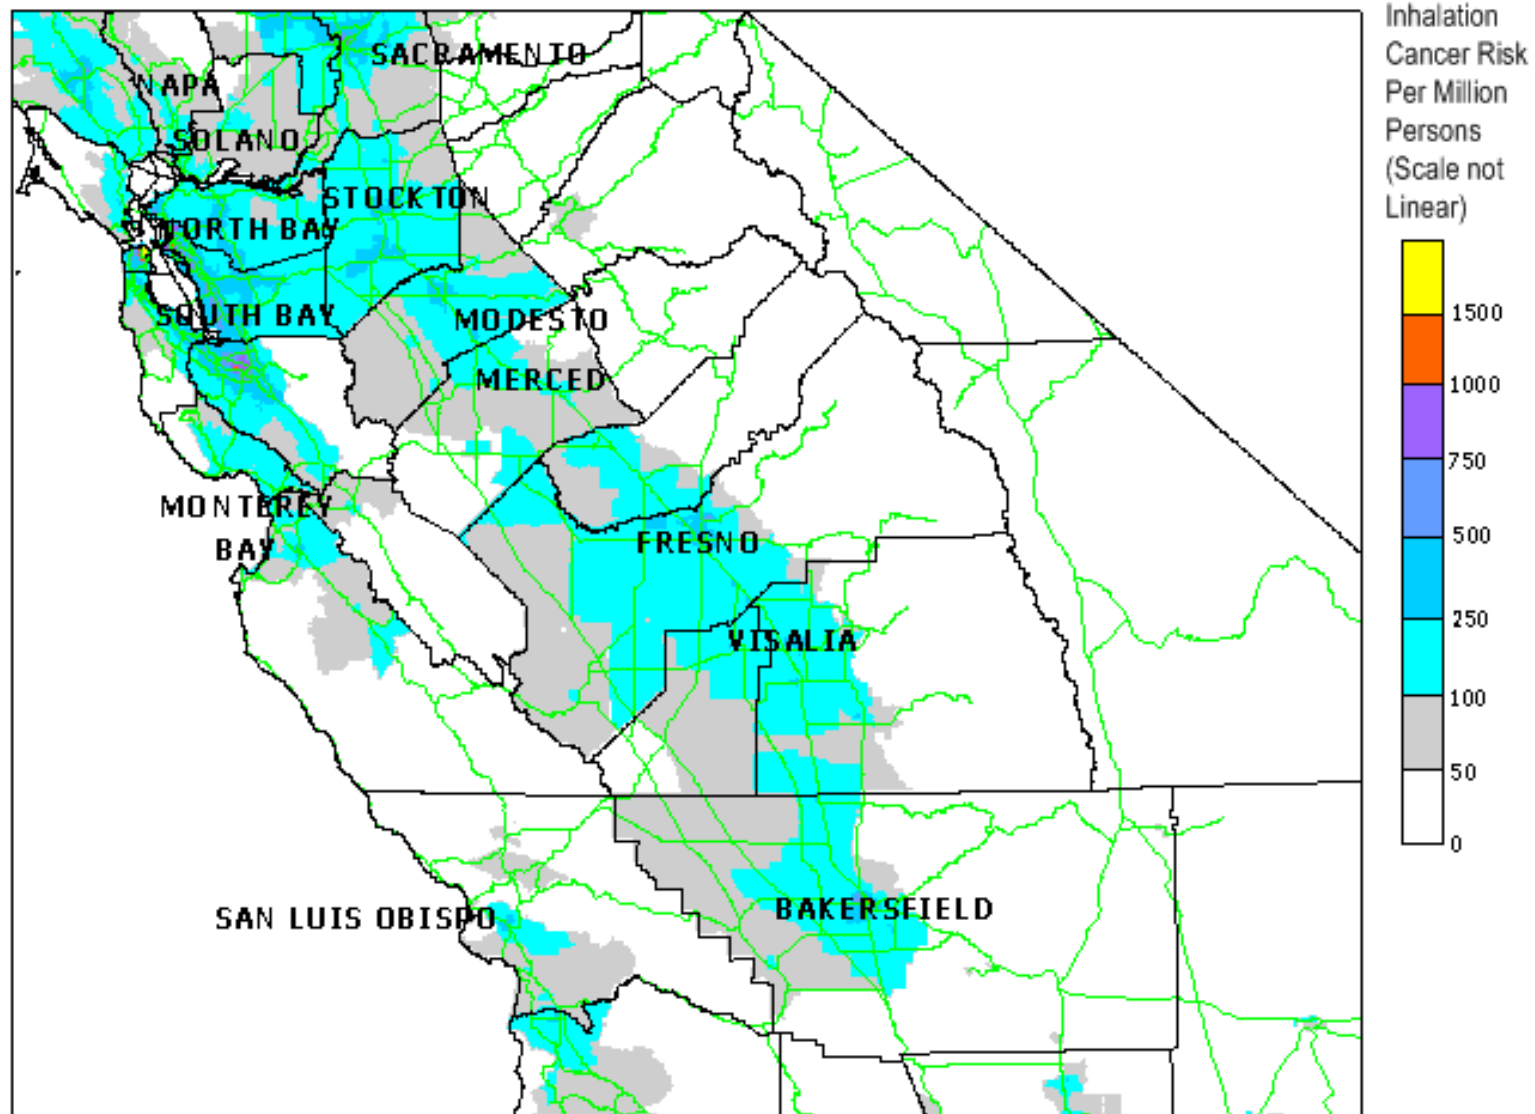 Inhalation
Cancer Risk
Per Million
Persons
(Scale not
Linear)
1500
1000
750
500
250
100
50
0
SACRAMENTO
NAPA
SOLANO
STOCKTON
TORTH BAY
SOUTH BAY
MODESTO
MERCED
MONTEREY
BAY
FRESNO
VISALIA
BAKERSFIELD
SAN LUIS OBISPO